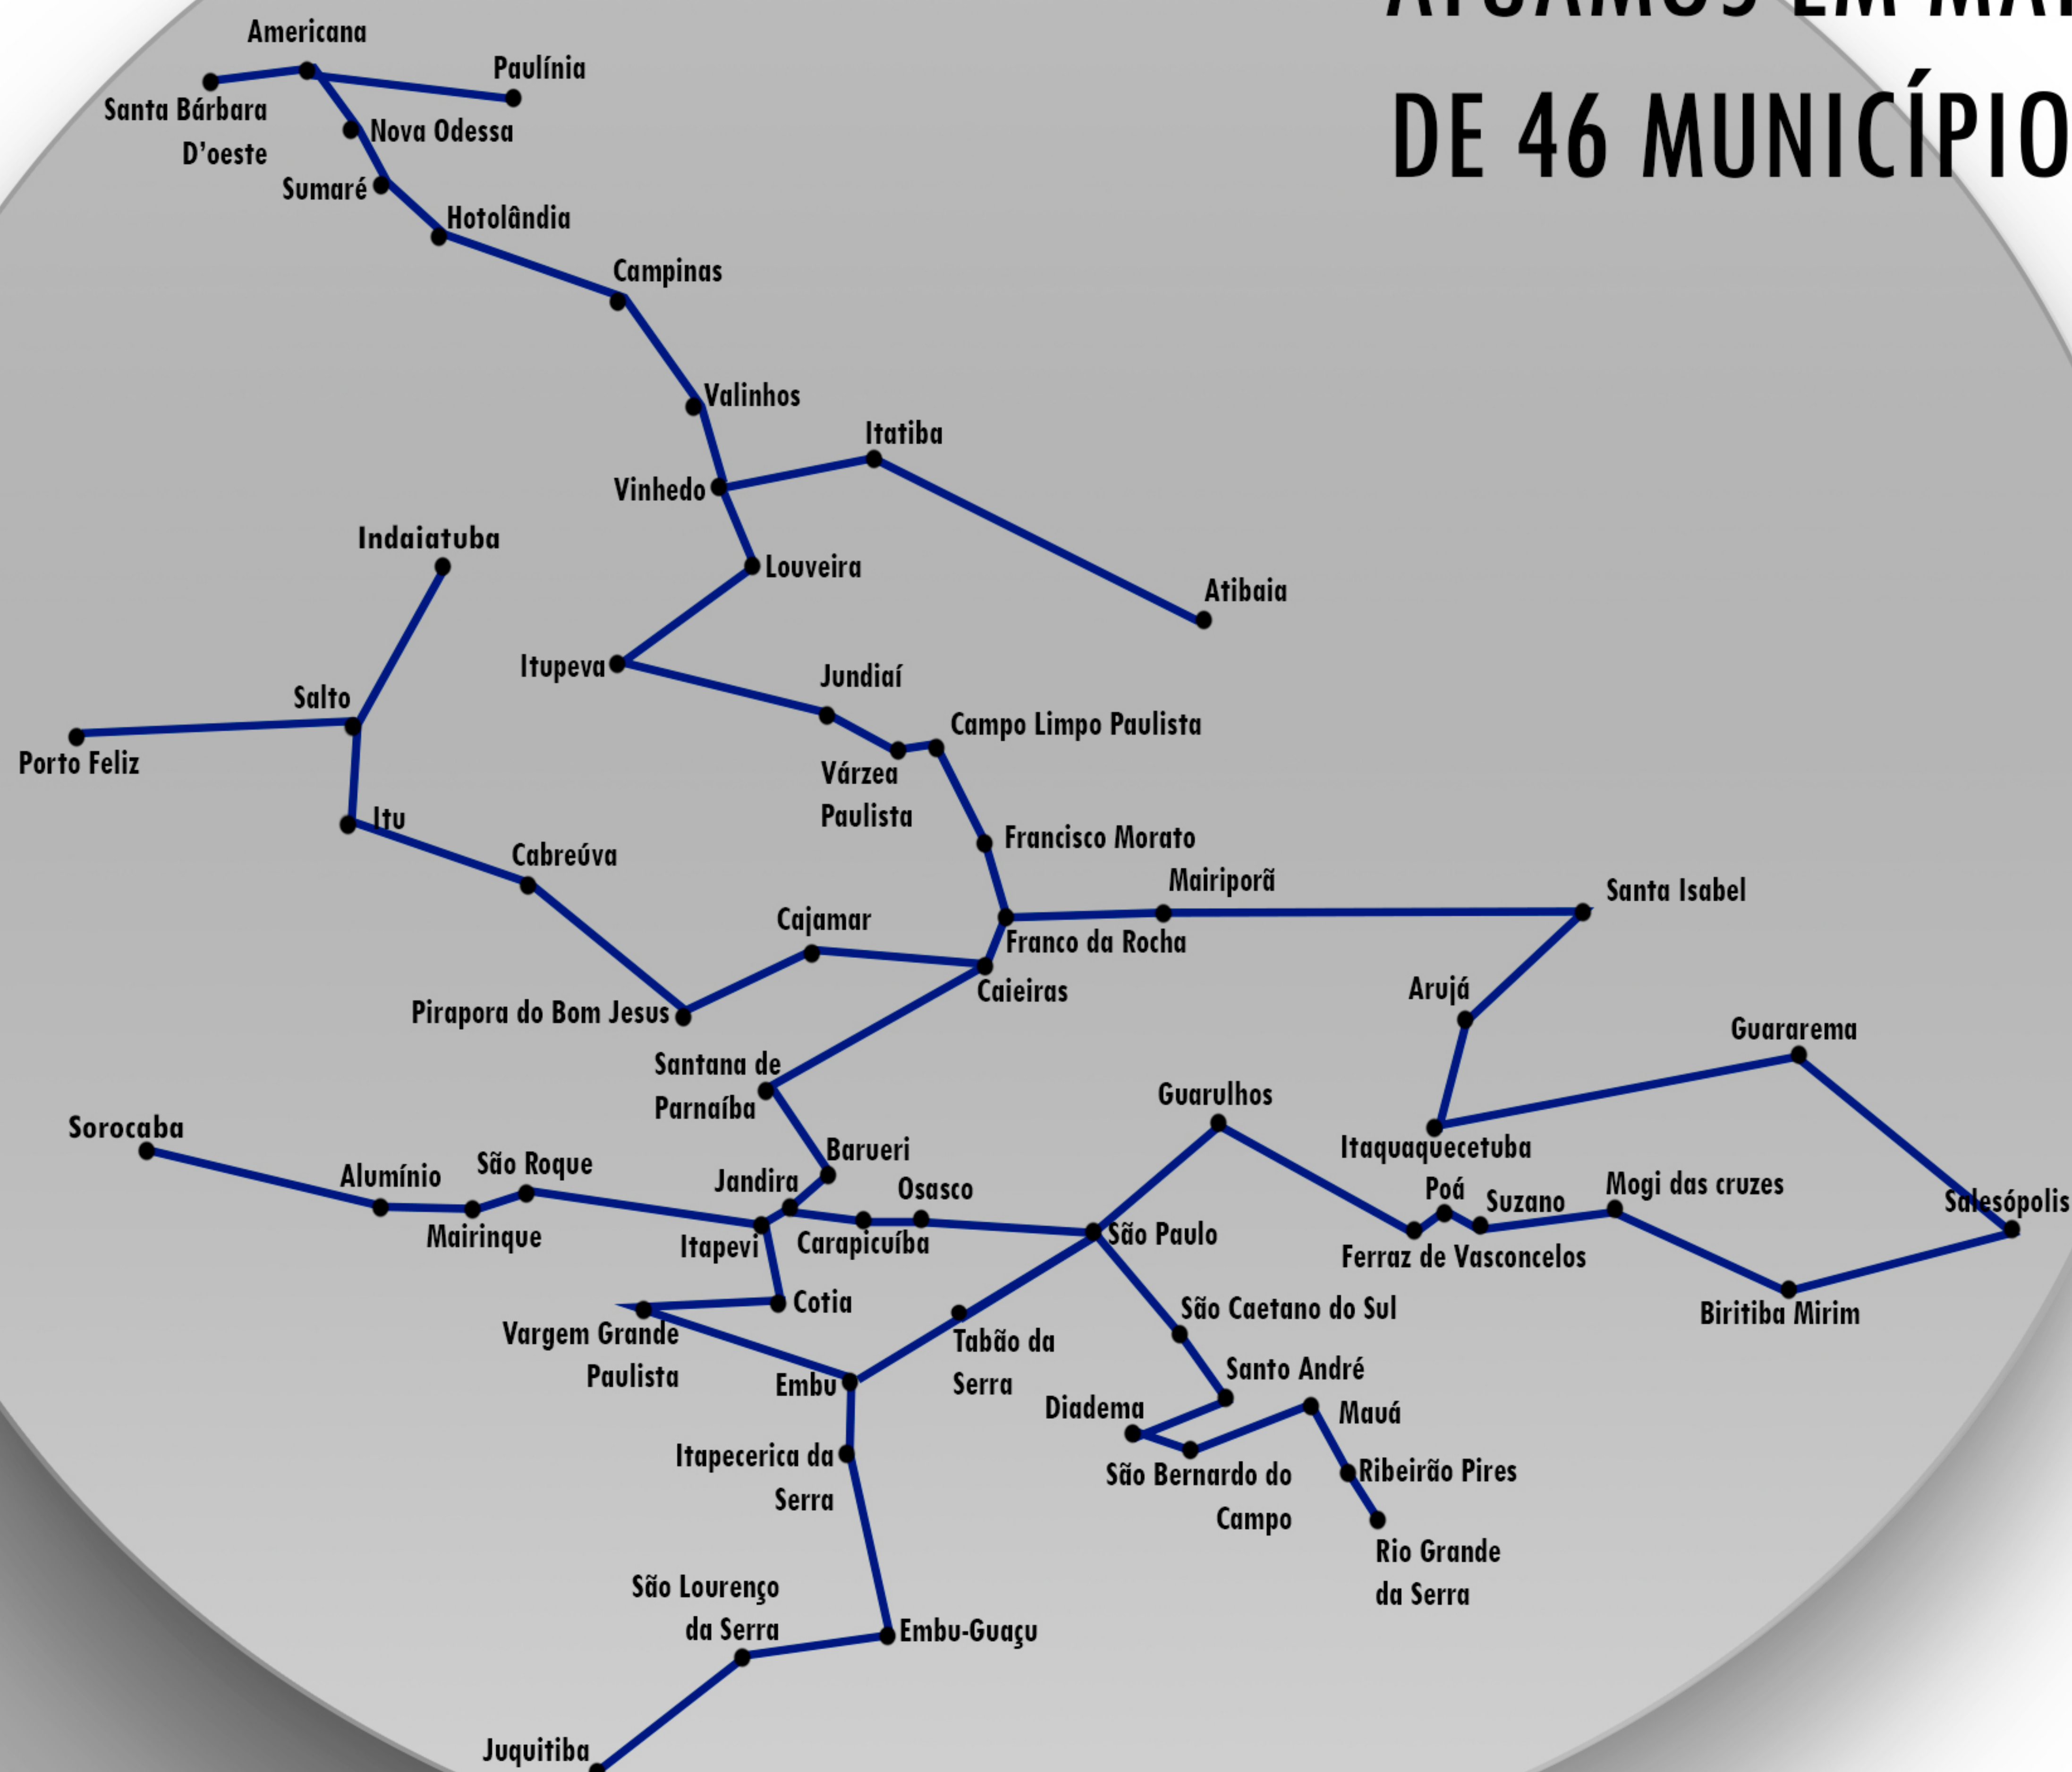 ATUAMOS EM MAI
DE 46 MUNICÍPIO
Americana
Paulínia
Santa Bárbara
D'oeste
Nova Odessa
Sumaré
Hotolândia
Campinas
Valinhos
Itatiba
Vinhedo
Indaiatuba
Louveira
Atibaia
Itupeva
Jundiaí
Salto
Campo Limpo Paulista
Porto Feliz
Várzea
Paulista
Itu
Francisco Morato
Cabreúva
Mairiporã
Santa Isabel
Cajamar
Franco da Rocha
Caieiras
Arujá
Pirapora do Bom Jesus
Guararema
Santana de
Parnaíba
Guarulhos
Sorocaba
Itaquaquecetuba
Barueri
São Roque
Alumínio
Jandira
Osasco
Poá
Suzano
Mogi das cruzes
Salesópolis
Mairinque
Itapevi
Carapicuíba
São Paulo
Ferraz de Vasconcelos
Cotia
São Caetano do Sul
Biritiba Mirim
Vargem Grande
Paulista
Tabão da
Serra
Embu
Santo André
Diadema
Mauá
Itapecerica da
Serra
São Bernardo do
Campo
Ribeirão Pires
Rio Grande
da Serra
São Lourenço
da Serra
Embu-Guaçu
Juquitiba